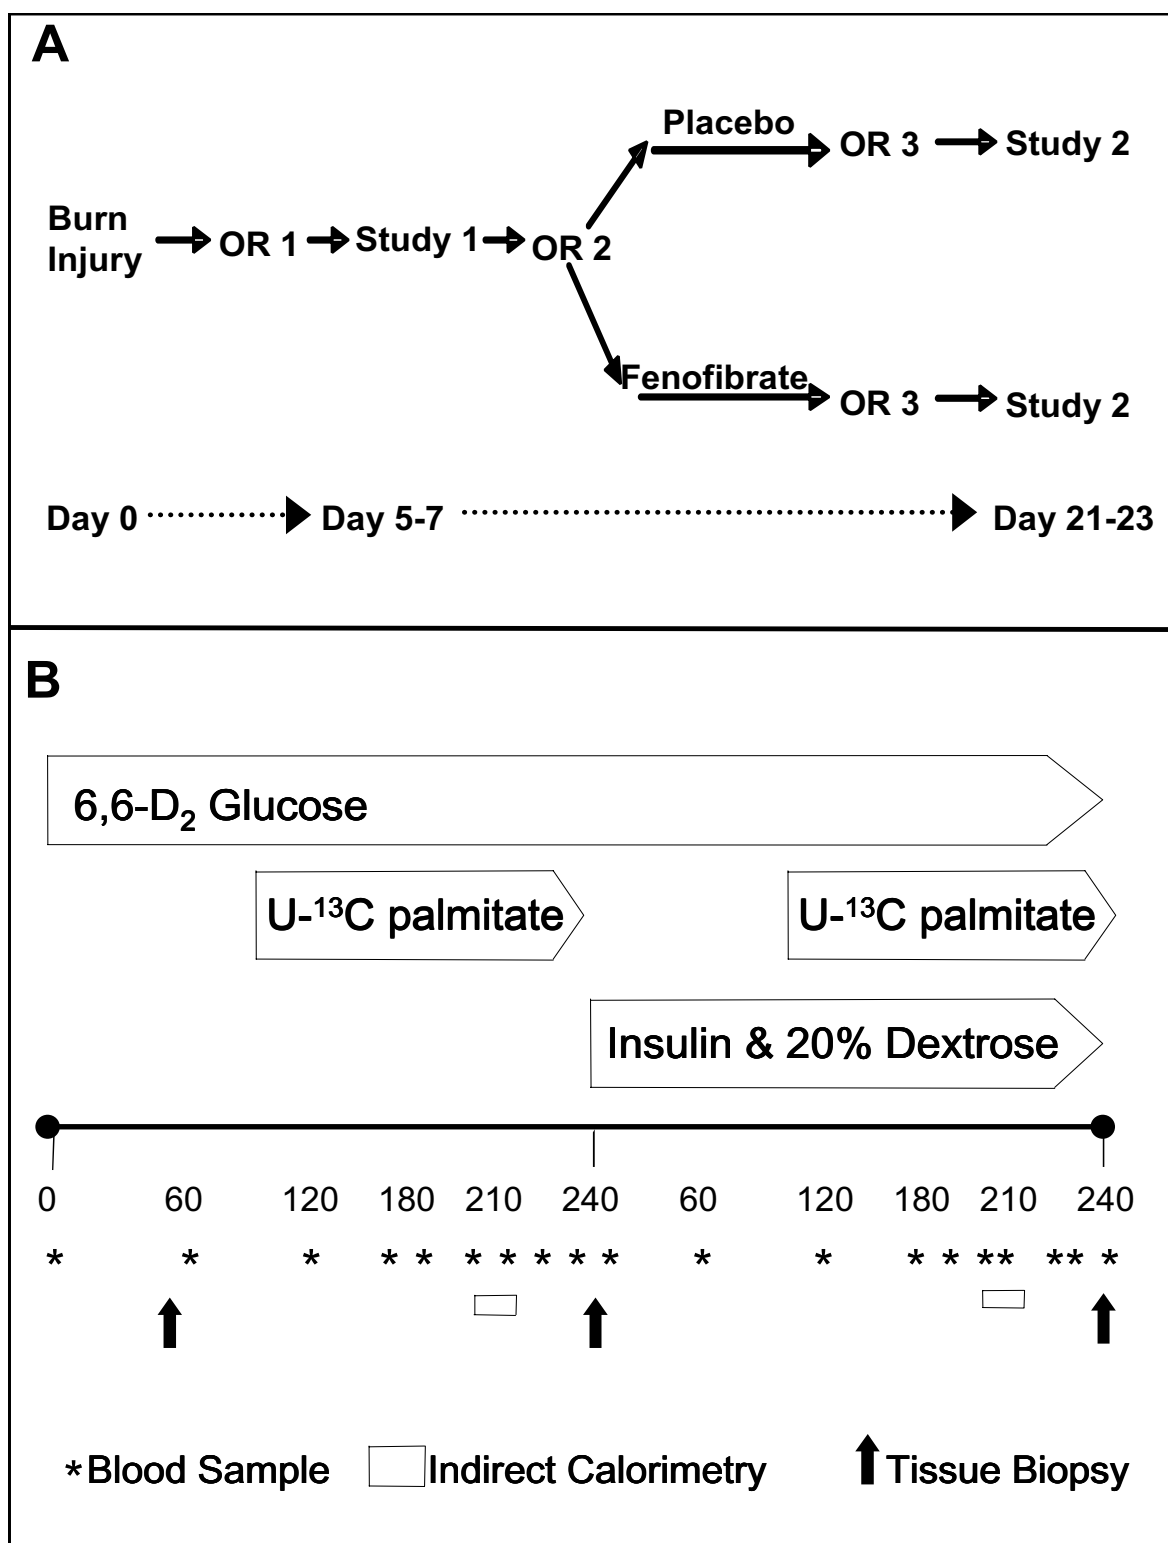 A
Placebo
OR 3
Study 2
Burn
Injury
OR 1
Study 1
OR 2
Fenofibrate
OR 3
Study 2
Day 0
Day 5-7
Day 21-23
B
6,6-D₂ Glucose
U-¹³C palmitate
U-¹³C palmitate
Insulin & 20% Dextrose
0 60 120 180 210 240 60 120 180 210 240
* * * * * * * * * * * * * * * * * * *
*Blood Sample
Indirect Calorimetry
Tissue Biopsy